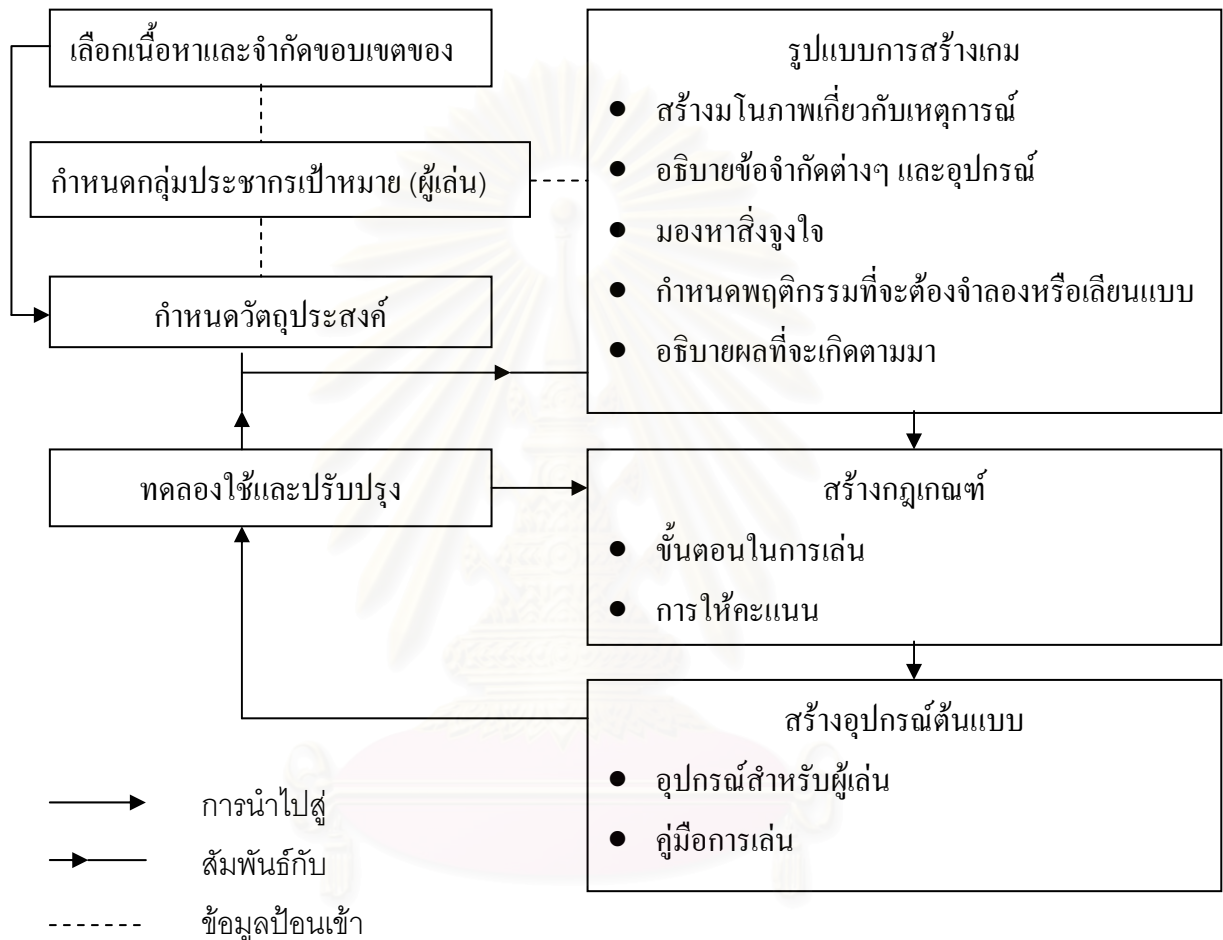 เลือกเนื้อหาและจำกัดขอบเขตของ
กำหนดกลุ่มประชากรเป้าหมาย (ผู้เล่น)
กำหนดวัตถุประสงค์
ทดลองใช้และปรับปรุง
รูปแบบการสร้างเกม
● สร้างมโนภาพเกี่ยวกับเหตุการณ์
● อธิบายข้อจำกัดต่างๆ และอุปกรณ์
● มองหาสิ่งจูงใจ
● กำหนดพฤติกรรมที่จะต้องจำลองหรือเลียนแบบ
● อธิบายผลที่จะเกิดตามมา
สร้างกฎเกณฑ์
● ขั้นตอนในการเล่น
● การให้คะแนน
สร้างอุปกรณ์ต้นแบบ
● อุปกรณ์สำหรับผู้เล่น
● คู่มือการเล่น
การนำไปสู่
สัมพันธ์กับ
ข้อมูลป้อนเข้า